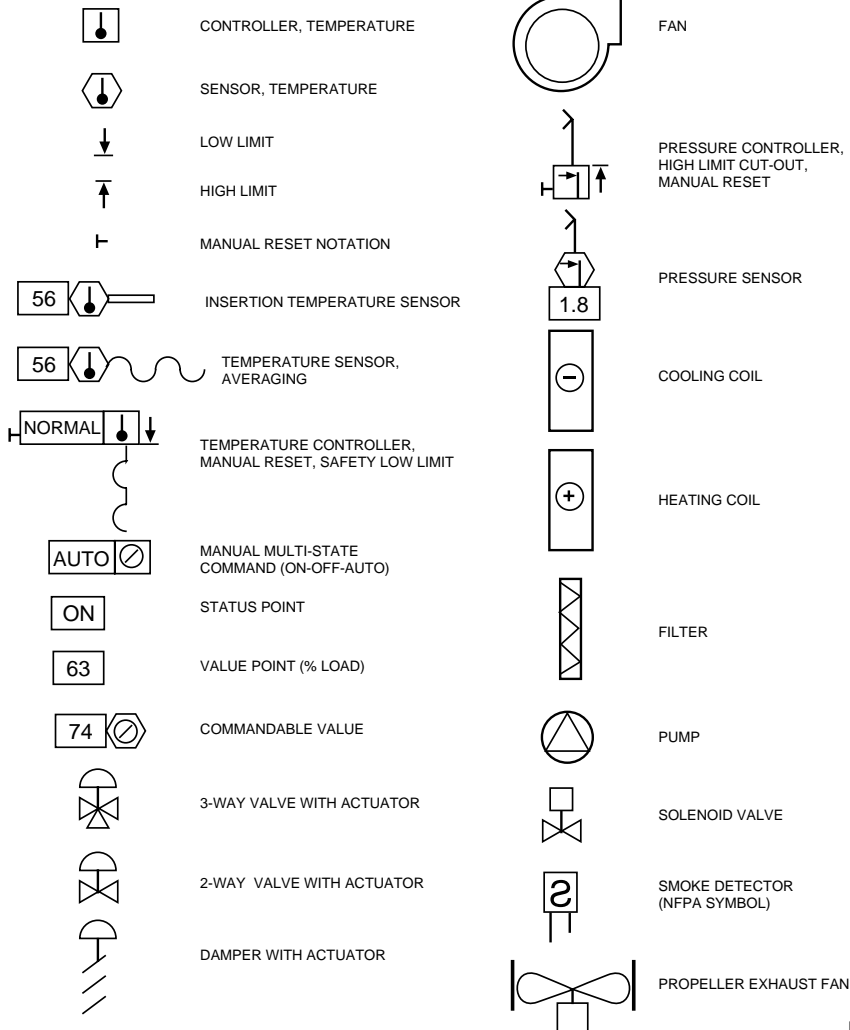 CONTROLLER, TEMPERATURE
SENSOR, TEMPERATURE
LOW LIMIT
HIGH LIMIT
MANUAL RESET NOTATION
56
INSERTION TEMPERATURE SENSOR
56
TEMPERATURE SENSOR,
AVERAGING
NORMAL
TEMPERATURE CONTROLLER,
MANUAL RESET, SAFETY LOW LIMIT
AUTO
MANUAL MULTI-STATE
COMMAND (ON-OFF-AUTO)
ON
STATUS POINT
63
VALUE POINT (% LOAD)
74
COMMANDABLE VALUE
3-WAY VALVE WITH ACTUATOR
2-WAY VALVE WITH ACTUATOR
DAMPER WITH ACTUATOR
FAN
PRESSURE CONTROLLER,
HIGH LIMIT CUT-OUT,
MANUAL RESET
PRESSURE SENSOR
1.8
COOLING COIL
HEATING COIL
FILTER
PUMP
SOLENOID VALVE
S
SMOKE DETECTOR
(NFPA SYMBOL)
PROPELLER EXHAUST FAN